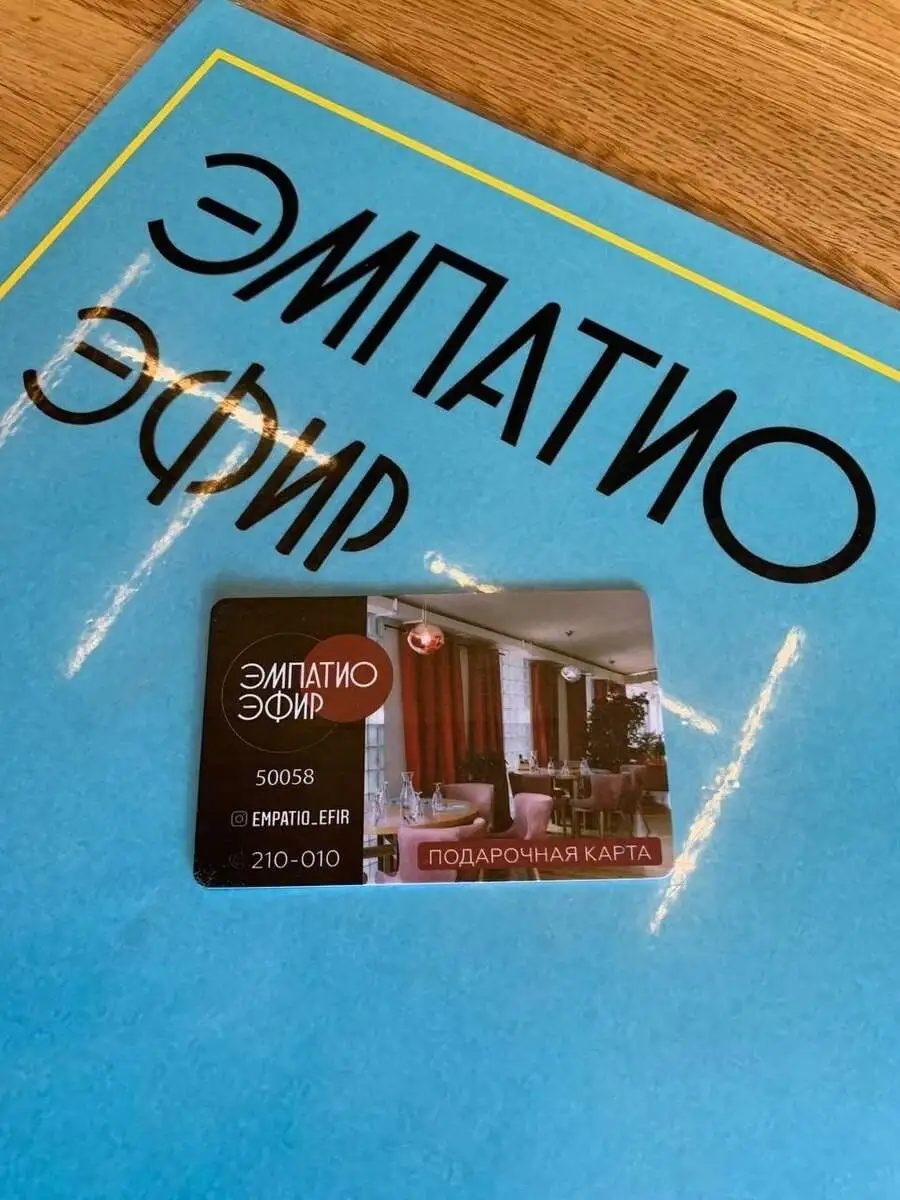 ЭМПАТИО
ЭФИР
ЭМПАТИО
ЭФИР
50058
EMPATIO_EFIR
210-010
ПОДАРОЧНАЯ КАРТА